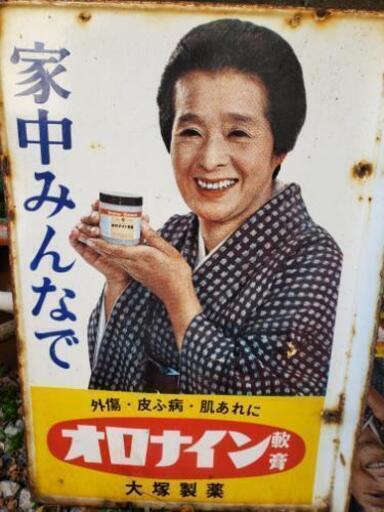 家中みんなで
外傷・皮ふ病・肌あれに
オロナイン軟膏
大塚製薬